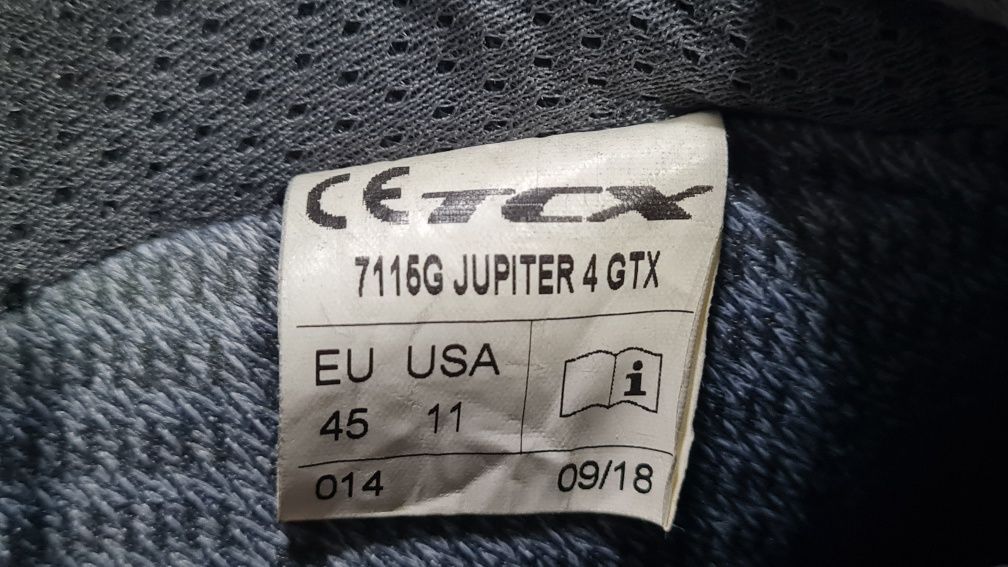 CE TCX
7115G JUPITER 4 GTX
EU USA
45 11
i
014 09/18